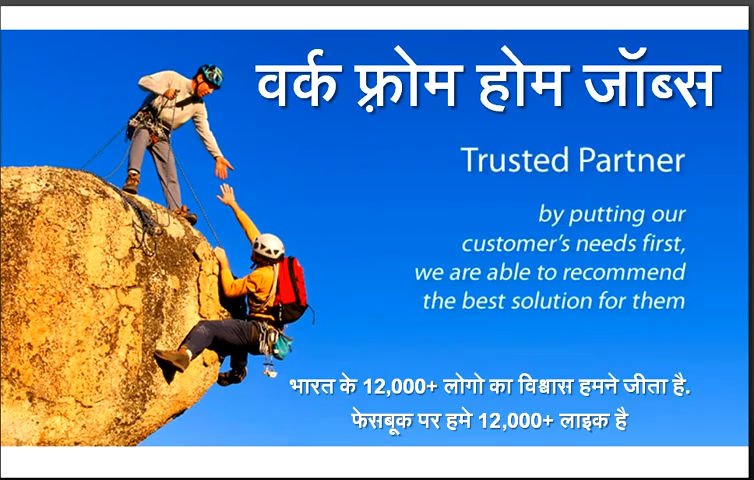 वर्क फ़्रोम होम जॉब्स
Trusted Partner
by putting our
customer's needs first,
we are able to recommend
the best solution for them
भारत के 12,000+ लोगो का विश्वास हमने जीता है.
फेसबूक पर हमे 12,000+ लाइक है